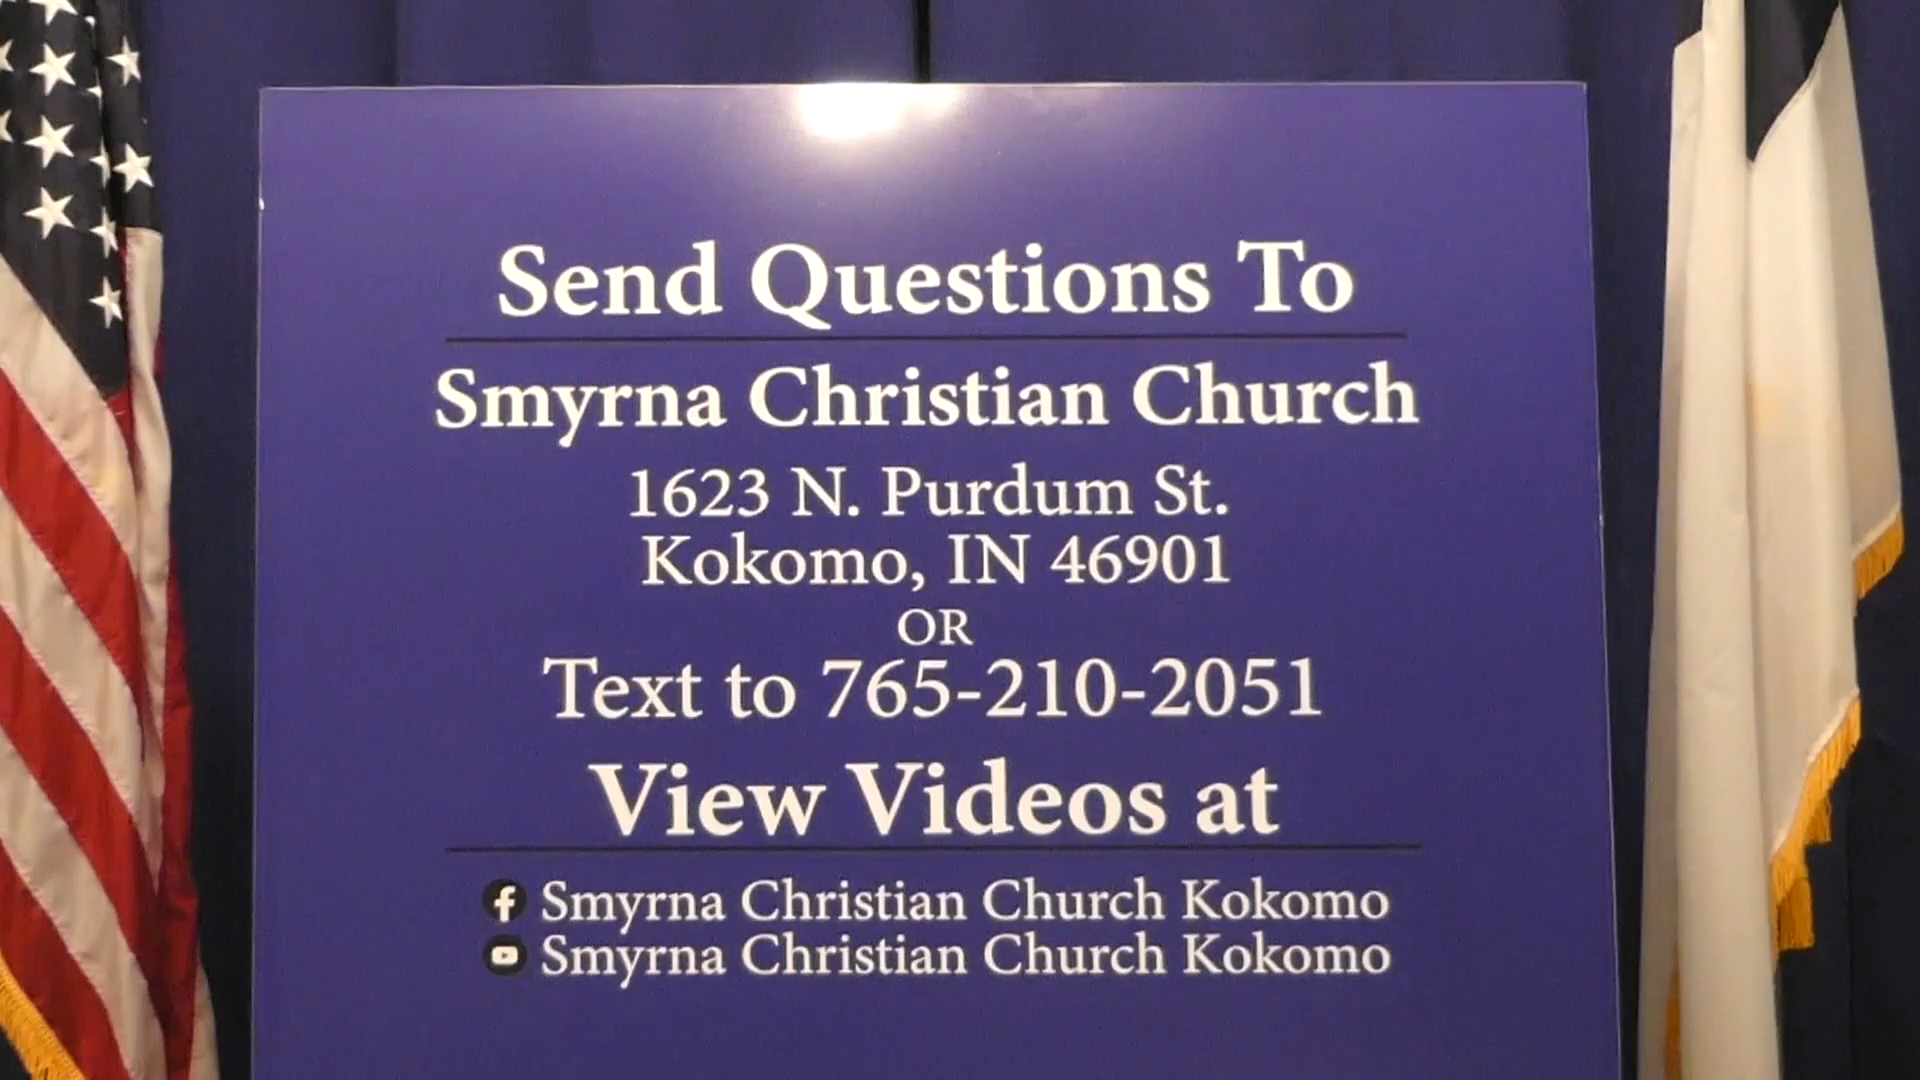 Send Questions To
Smyrna Christian Church
1623 N. Purdum St.
Kokomo, IN 46901
OR
Text to 765-210-2051
View Videos at
Smyrna Christian Church Kokomo
Smyrna Christian Church Kokomo